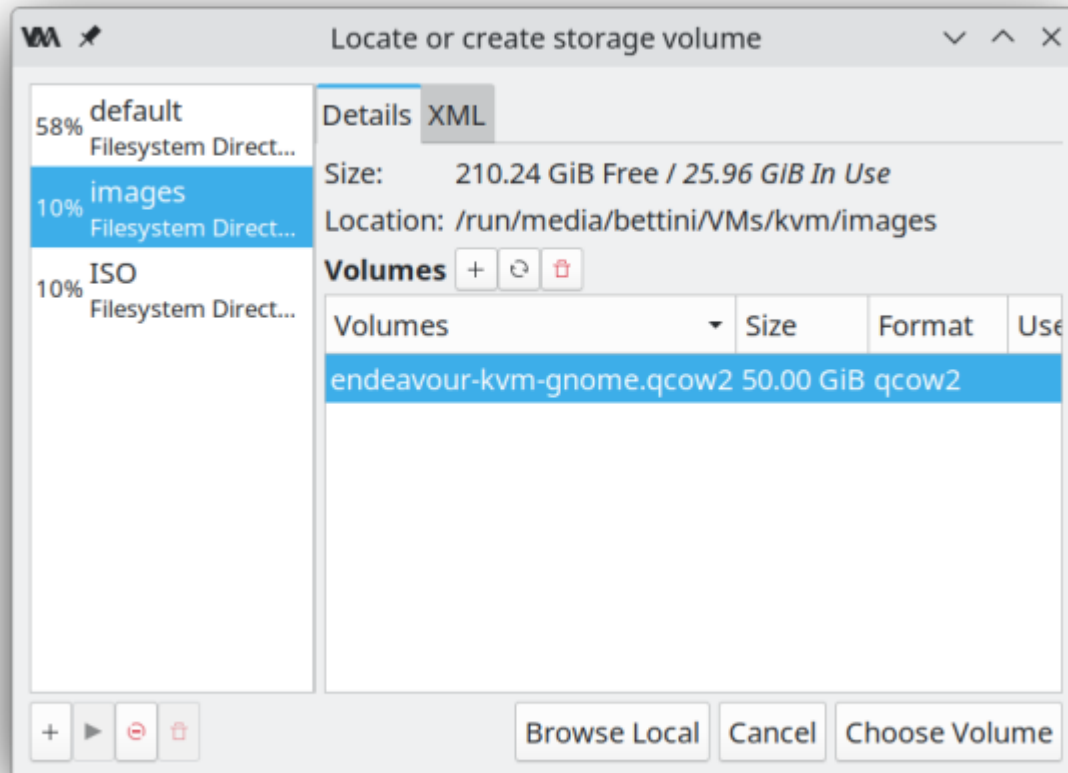 Locate or create storage volume
58% default
Filesystem Direct...
10% images
Filesystem Direct...
10% ISO
Filesystem Direct...
Details XML
Size: 210.24 GiB Free / 25.96 GiB In Use
Location: /run/media/bettini/VMs/kvm/images
Volumes
Volumes Size Format Use
endeavour-kvm-gnome.qcow2 50.00 GiB qcow2
Browse Local Cancel Choose Volume